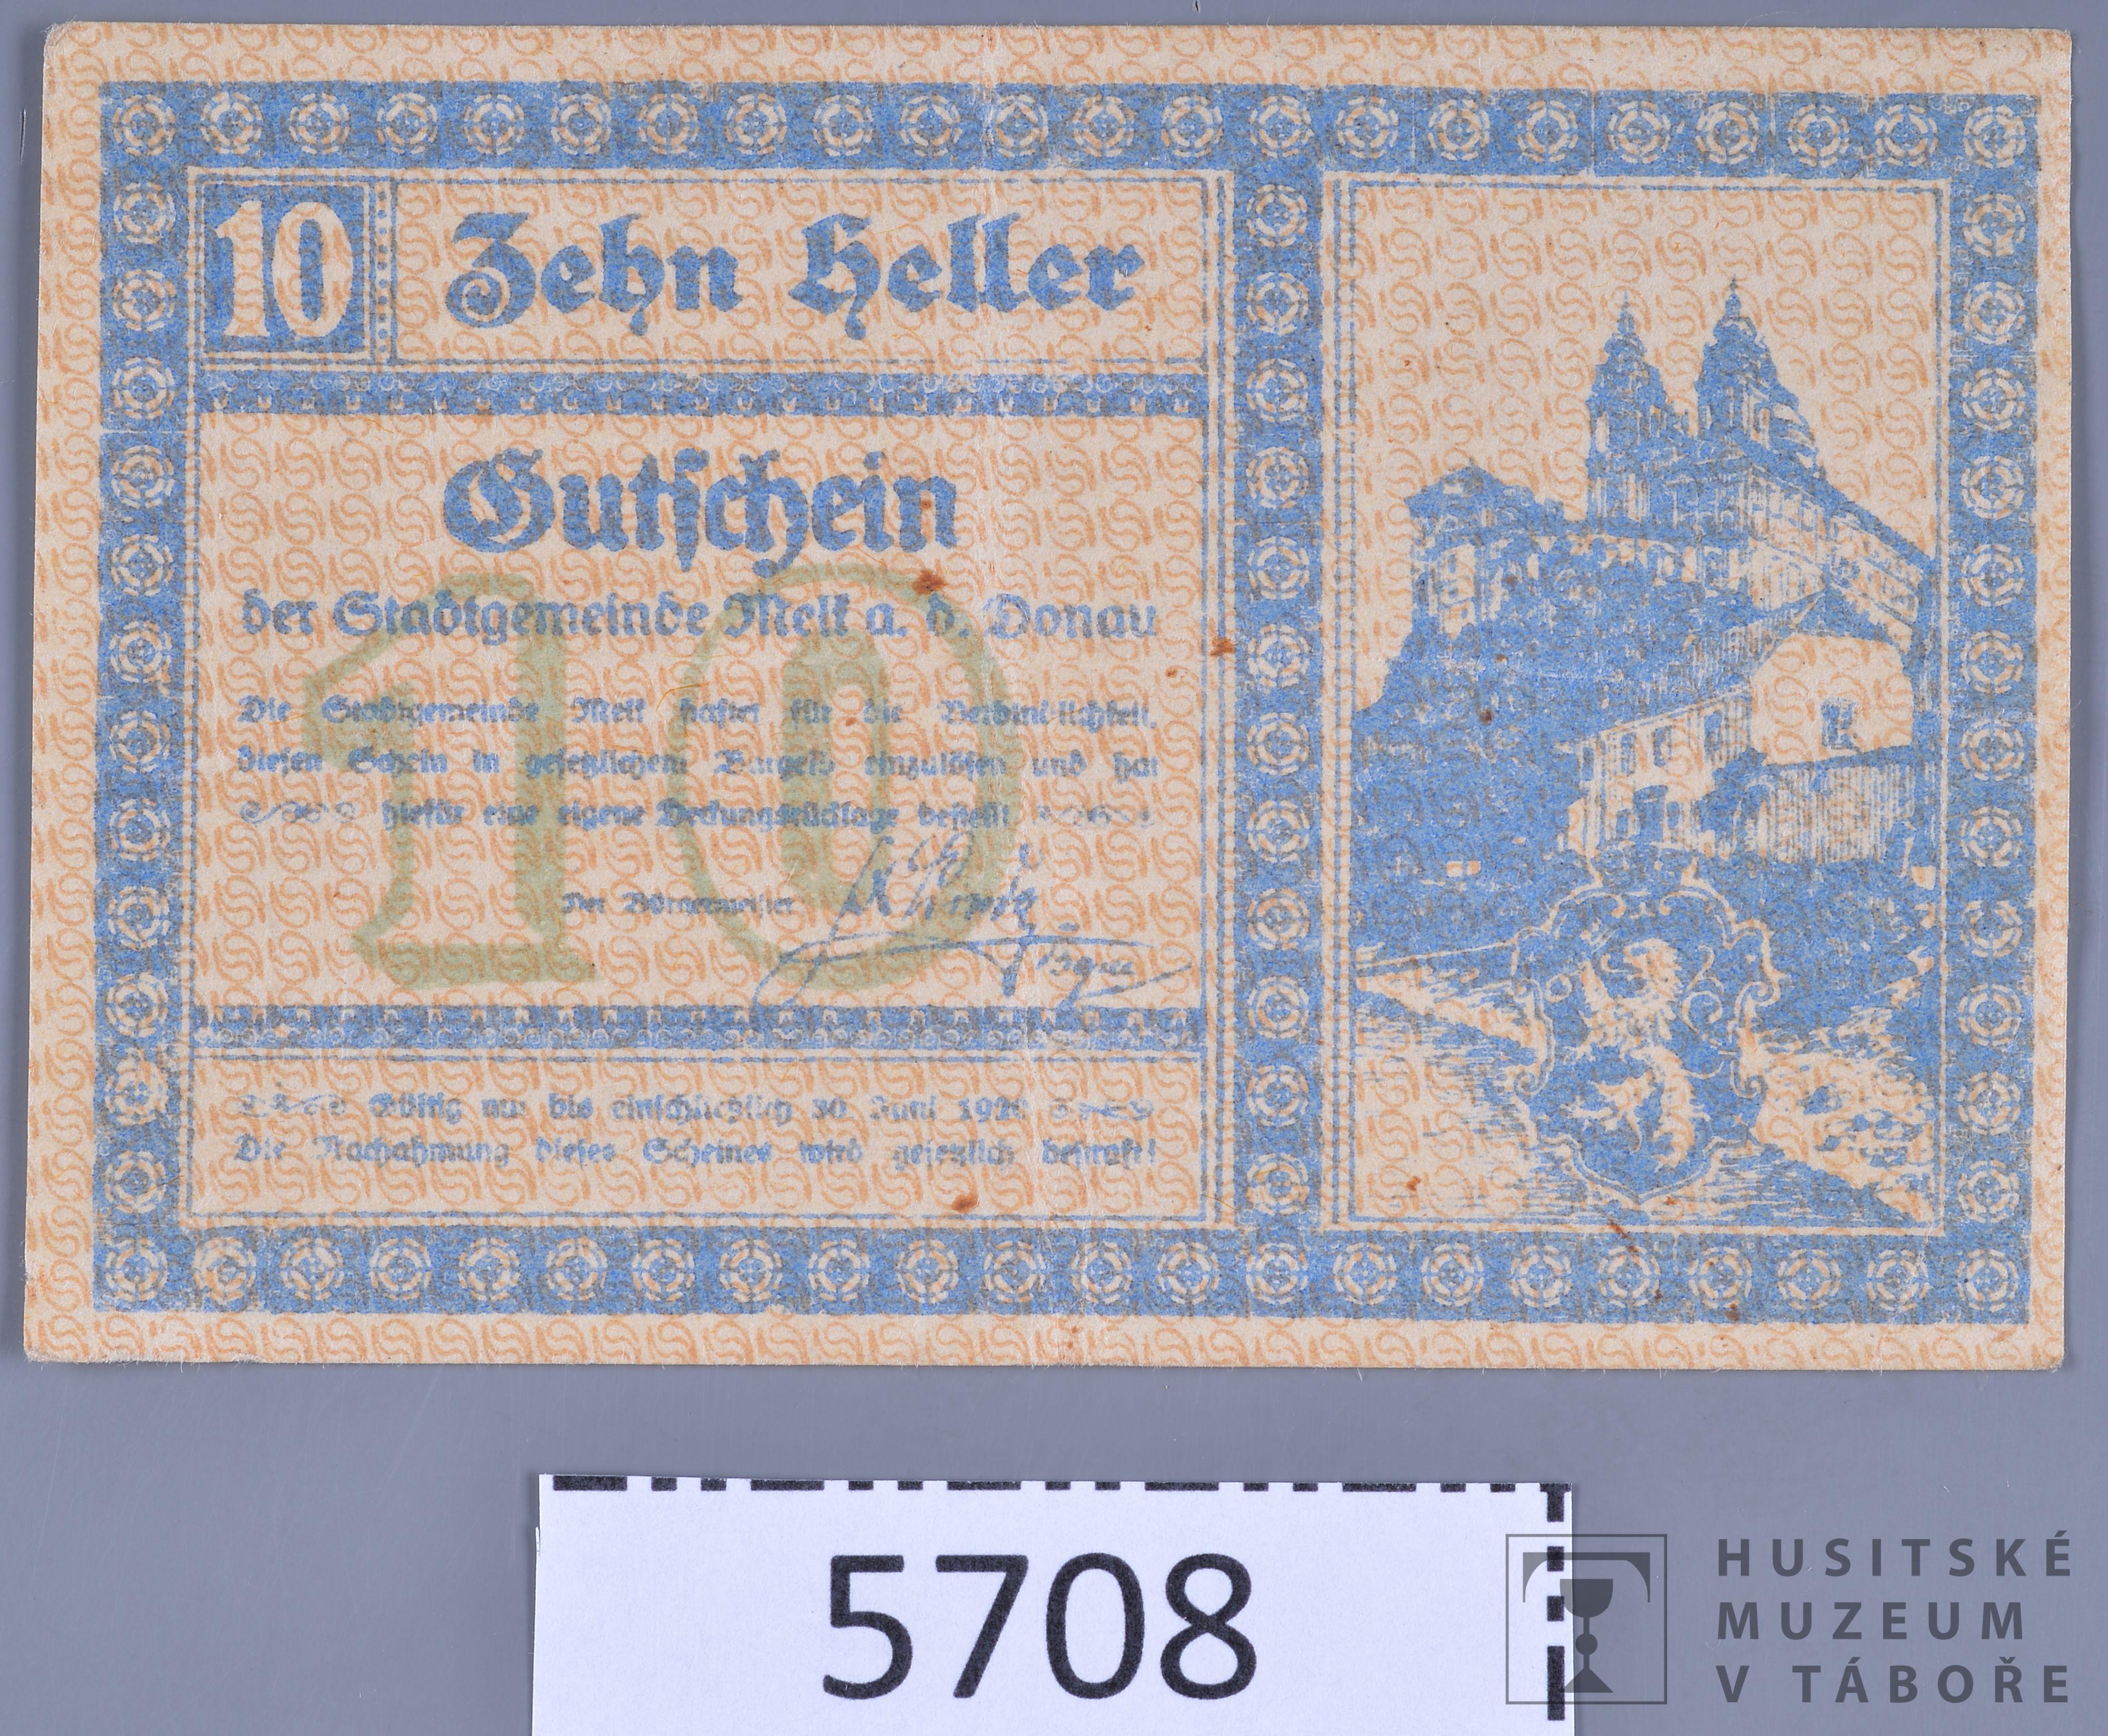 10
Zehn Heller
Gutschein
der Stadtgemeinde Melk a. d. Donau
10
Die Stadtgemeinde Melk haftet für die Verbindlichkeit,
diesen Schein in gesetzlichem Bargeld einzulösen und hat
hiefür eine eigene Deckungsrücklage bestellt
Der Bürgermeister
Gültig nur bis einschließlich 30. Juni 1920
Die Nachahmung dieses Scheines wird gesetzlich bestraft!
5708
HUSITSKÉ
MUZEUM
V TÁBOŘE